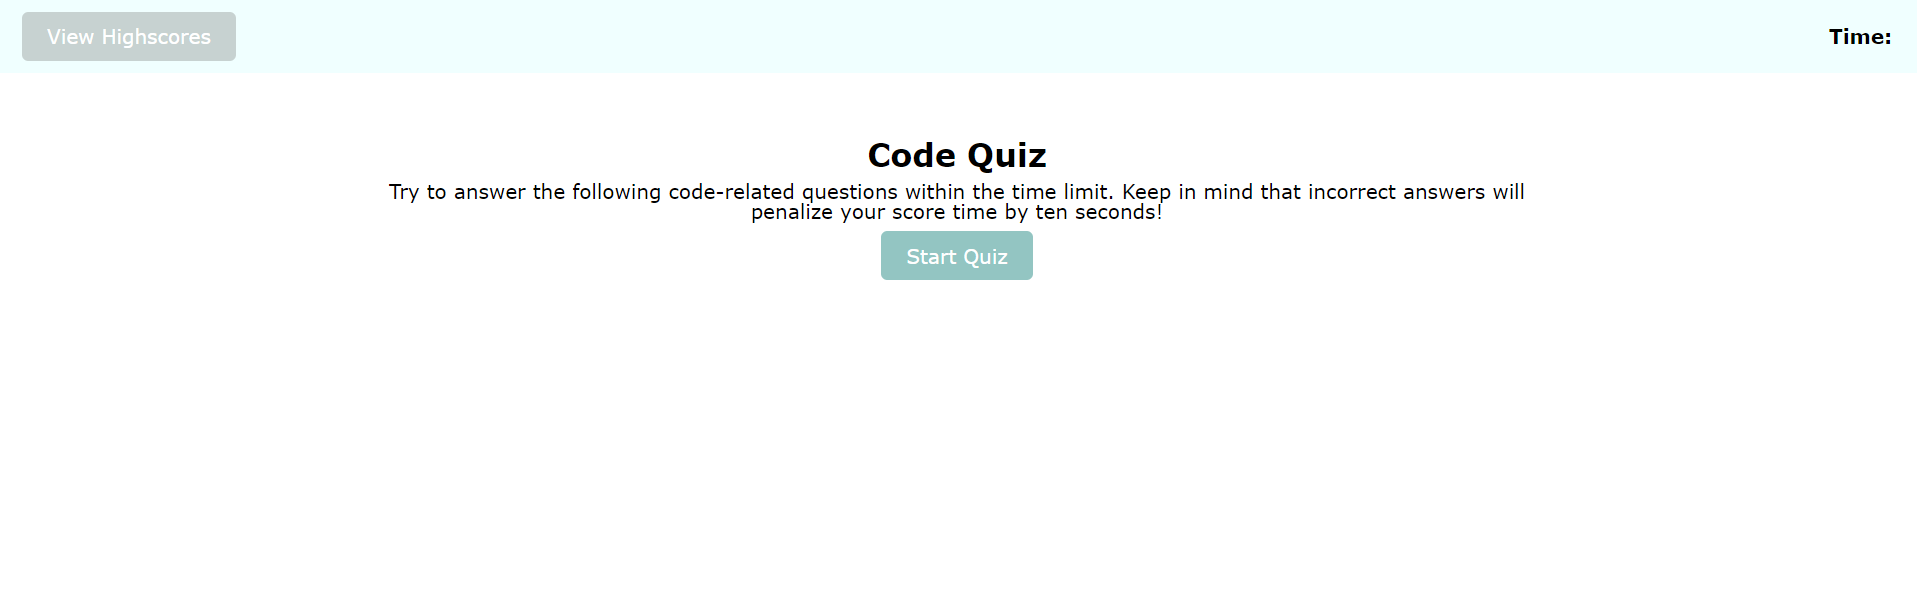 View Highscores
Time:
Code Quiz
Try to answer the following code-related questions within the time limit. Keep in mind that incorrect answers will
penalize your score time by ten seconds!
Start Quiz